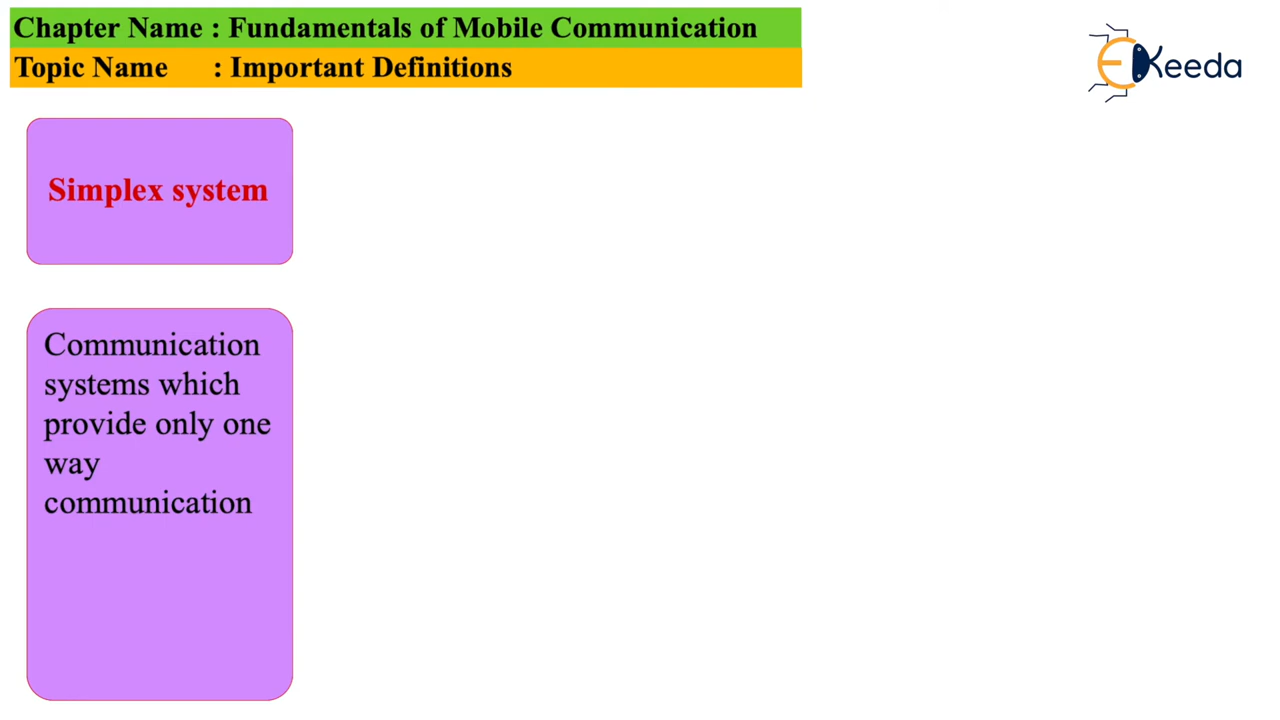 Chapter Name : Fundamentals of Mobile Communication
Topic Name : Important Definitions
EKeeda
Simplex system
Communication
systems which
provide only one
way
communication